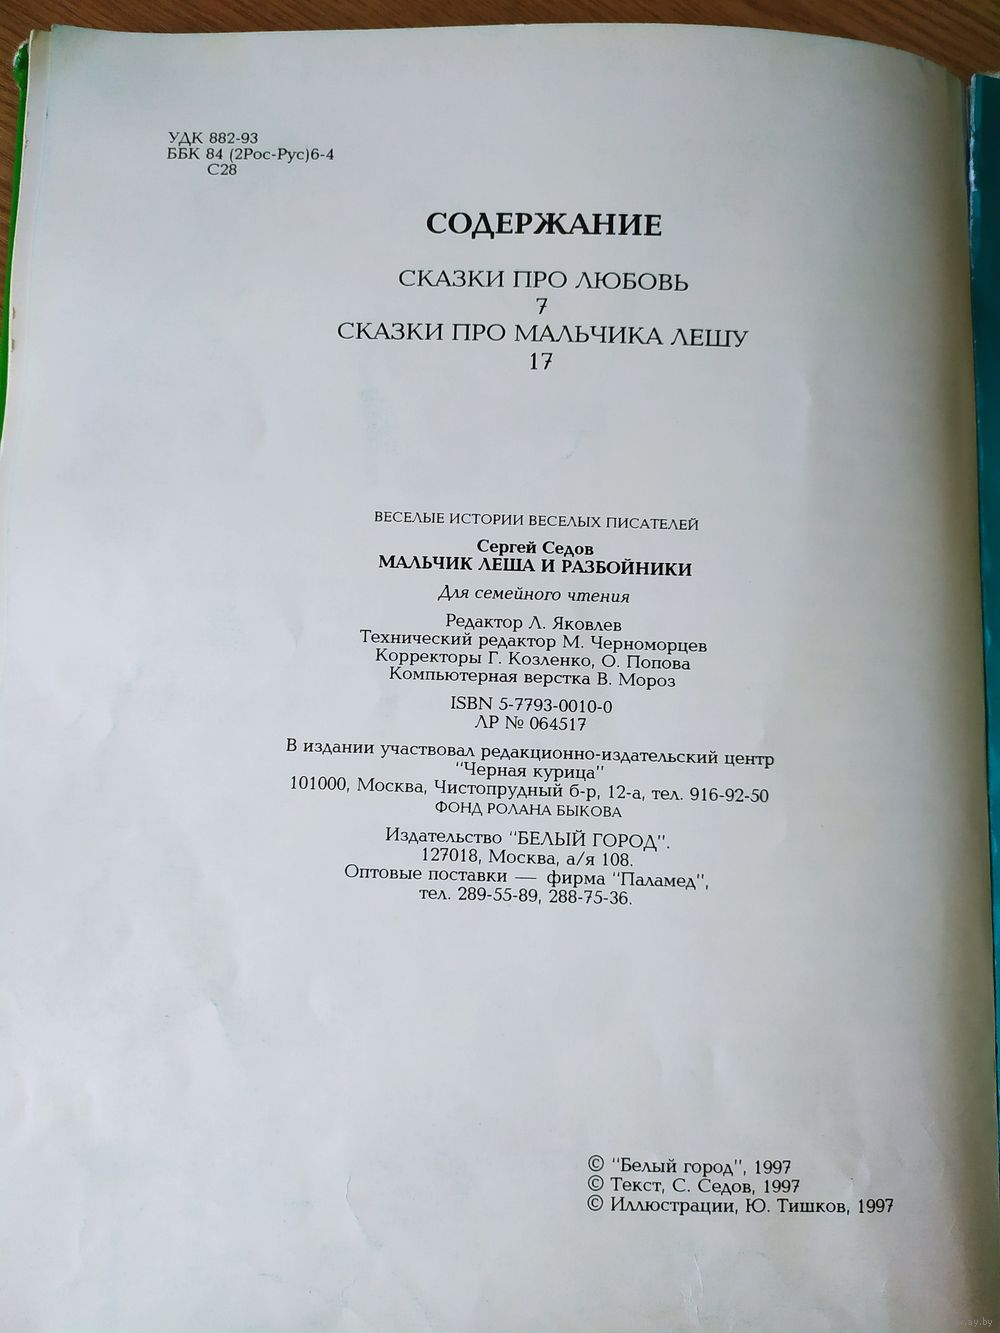 УДК 882-93
ББК 84 (2Рос-Рус)6-4
С28
СОДЕРЖАНИЕ
СКАЗКИ ПРО ЛЮБОВЬ
7
СКАЗКИ ПРО МАЛЬЧИКА ЛЕШУ
17
ВЕСЕЛЫЕ ИСТОРИИ ВЕСЕЛЫХ ПИСАТЕЛЕЙ
Сергей Седов
МАЛЬЧИК ЛЕША И РАЗБОЙНИКИ
Для семейного чтения
Редактор Л. Яковлев
Технический редактор М. Черноморцев
Корректоры Г. Козленко, О. Попова
Компьютерная верстка В. Мороз
ISBN 5-7793-0010-0
ЛР № 064517
В издании участвовал редакционно-издательский центр
"Черная курица"
101000, Москва, Чистопрудный б-р, 12-а, тел. 916-92-50
ФОНД РОЛАНА БЫКОВА
Издательство "БЕЛЫЙ ГОРОД".
127018, Москва, а/я 108.
Оптовые поставки — фирма "Паламед",
тел. 289-55-89, 288-75-36.
© "Белый город", 1997
© Текст, С. Седов, 1997
© Иллюстрации, Ю. Тишков, 1997